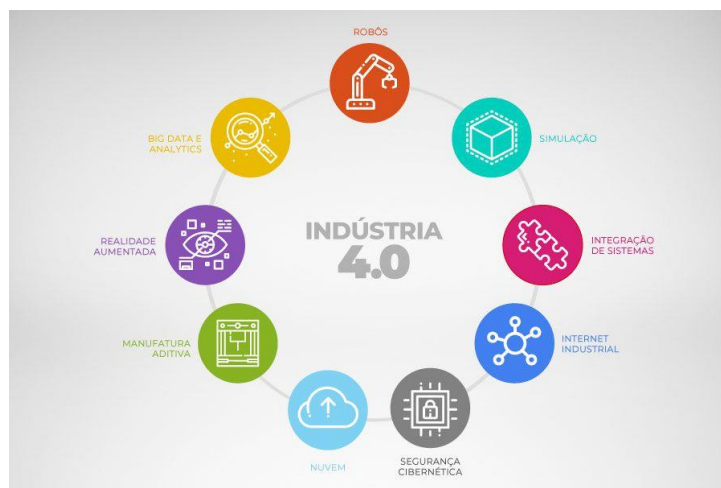 ROBÔS
BIG DATA E
ANALYTICS
SIMULAÇÃO
REALIDADE
AUMENTADA
INDÚSTRIA
4.0
INTEGRAÇÃO
DE SISTEMAS
MANUFATURA
ADITIVA
INTERNET
INDUSTRIAL
NUVEM
SEGURANÇA
CIBERNÉTICA